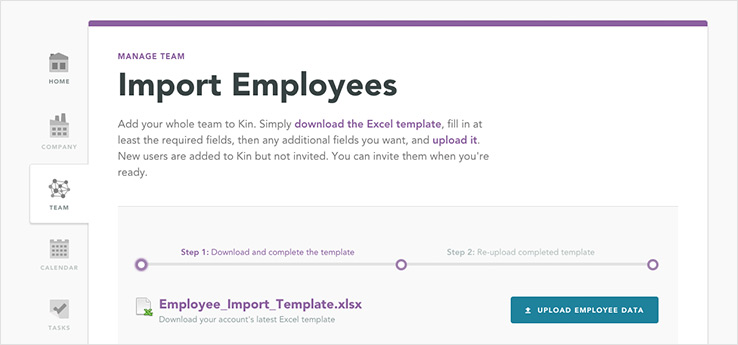 HOME
COMPANY
TEAM
CALENDAR
TASKS
MANAGE TEAM
Import Employees
Add your whole team to Kin. Simply download the Excel template, fill in at
least the required fields, then any additional fields you want, and upload it.
New users are added to Kin but not invited. You can invite them when you're
ready.
Step 1: Download and complete the template
Step 2: Re-upload completed template
Employee_Import_Template.xlsx
Download your account's latest Excel template
UPLOAD EMPLOYEE DATA